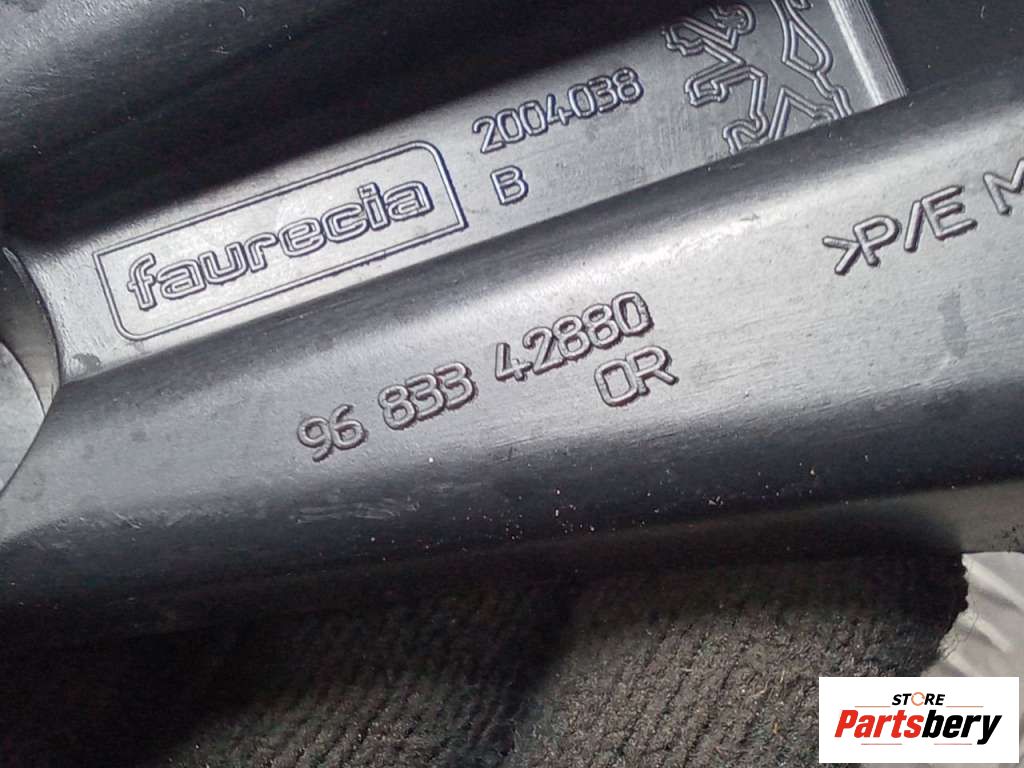 2004038
B
faurecia
>P/E M
96 833 42880
OR
STORE
Partsbery